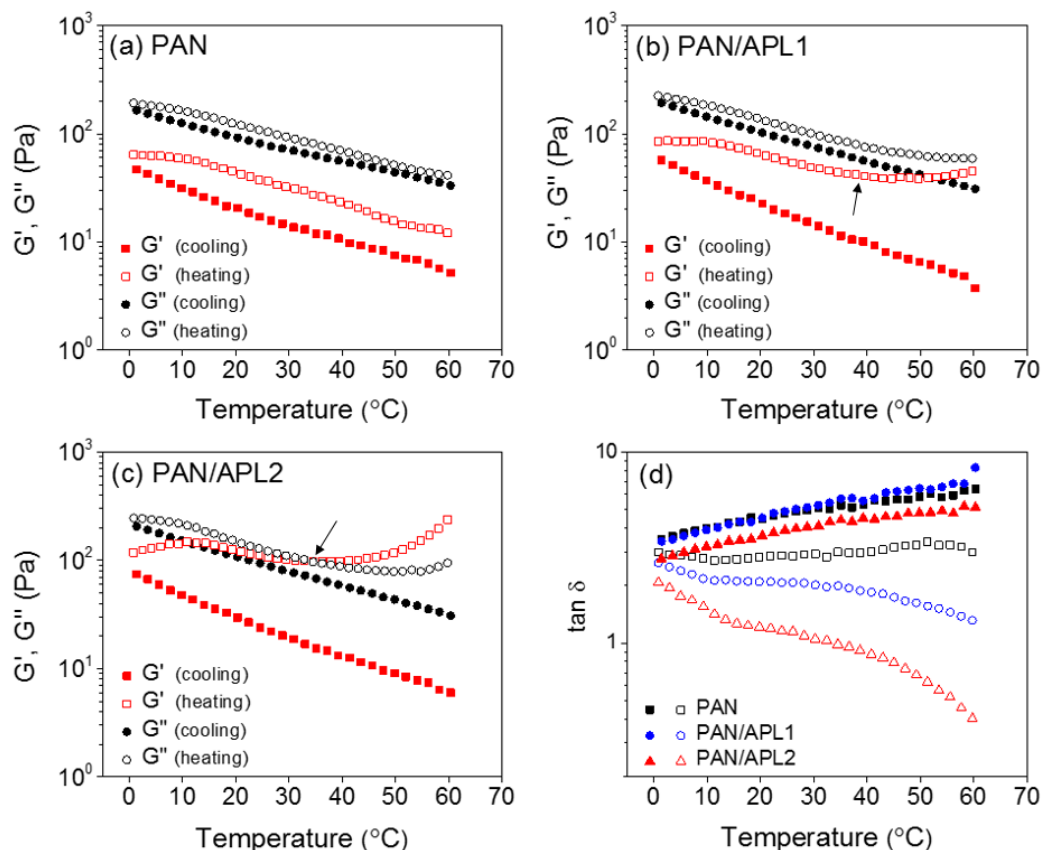 (a) PAN
10³
10²
10¹
10⁰
G', G" (Pa)
G' (cooling)
G' (heating)
G" (cooling)
G" (heating)
0 10 20 30 40 50 60 70
Temperature (°C)
(b) PAN/APL1
10³
10²
10¹
10⁰
G', G" (Pa)
G' (cooling)
G' (heating)
G" (cooling)
G" (heating)
0 10 20 30 40 50 60 70
Temperature (°C)
(c) PAN/APL2
10³
10²
10¹
10⁰
G', G" (Pa)
G' (cooling)
G' (heating)
G" (cooling)
G" (heating)
0 10 20 30 40 50 60 70
Temperature (°C)
(d)
10
1
tan δ
PAN
PAN/APL1
PAN/APL2
0 10 20 30 40 50 60 70
Temperature (°C)